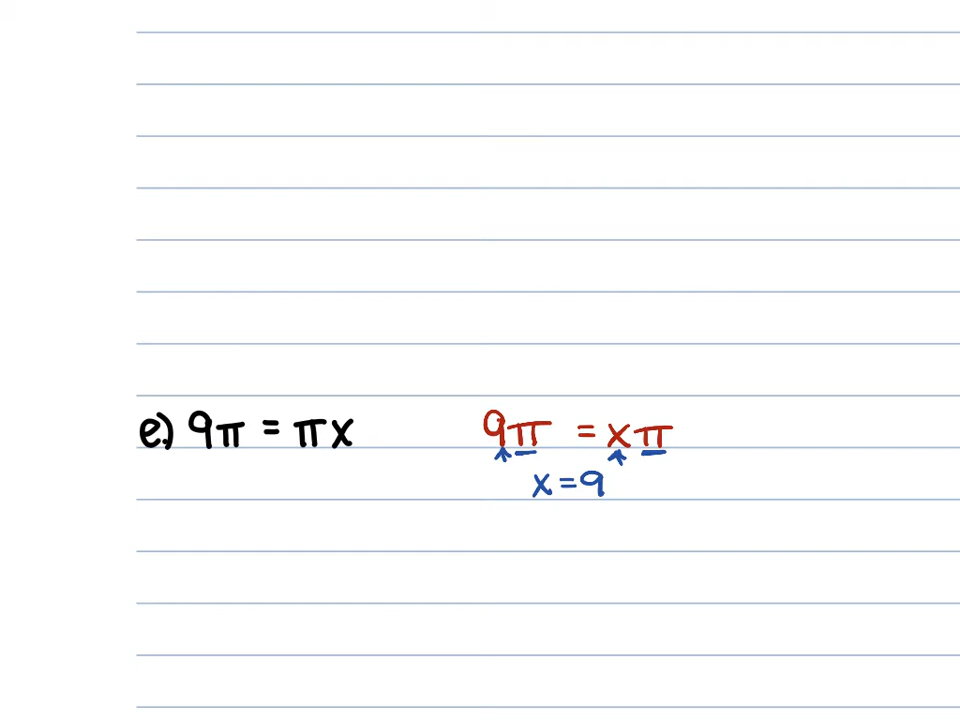 e.) 9π = πx 9π = xπ
x = 9